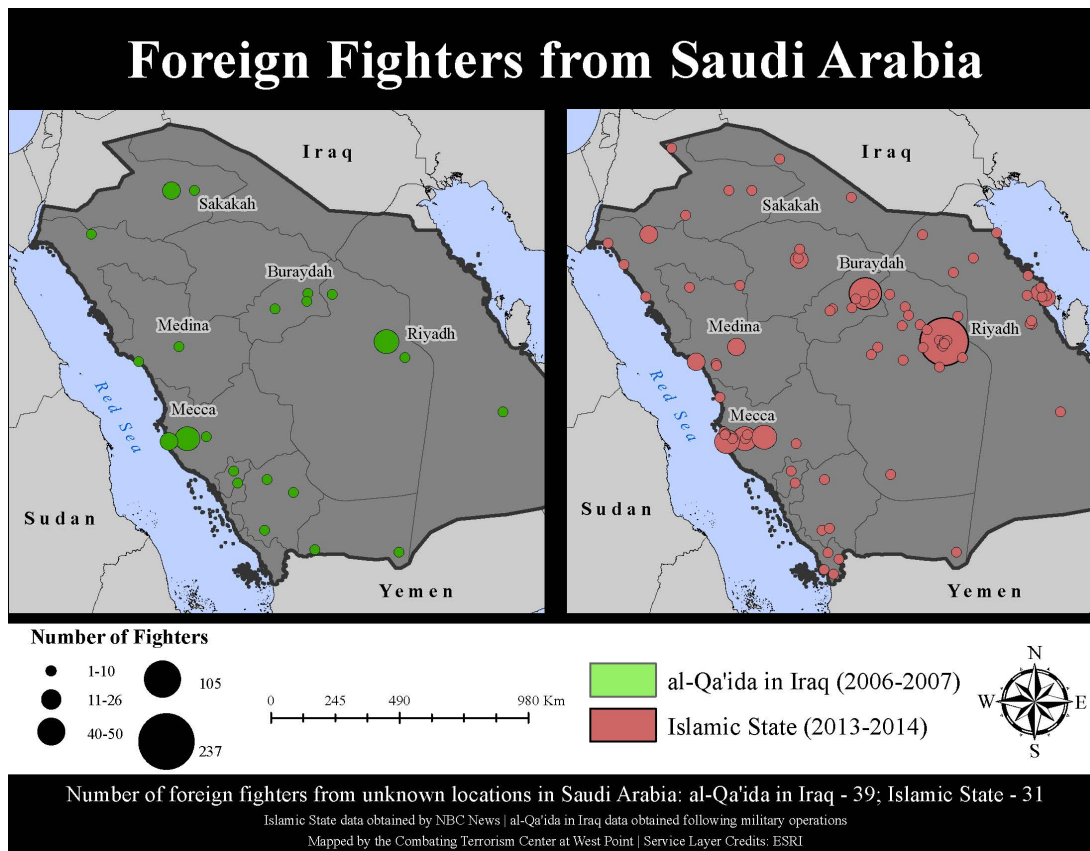 Foreign Fighters from Saudi Arabia
Iraq
Sakakah
Buraydah
Medina
Riyadh
Red Sea
Mecca
Sudan
Yemen
Iraq
Sakakah
Buraydah
Medina
Riyadh
Red Sea
Mecca
Sudan
Yemen
Number of Fighters
1-10
11-26
40-50
105
237
0 245 490 980 Km
al-Qa'ida in Iraq (2006-2007)
Islamic State (2013-2014)
N
W E
S
Number of foreign fighters from unknown locations in Saudi Arabia: al-Qa'ida in Iraq - 39; Islamic State - 31
Islamic State data obtained by NBC News | al-Qa'ida in Iraq data obtained following military operations
Mapped by the Combating Terrorism Center at West Point | Service Layer Credits: ESRI